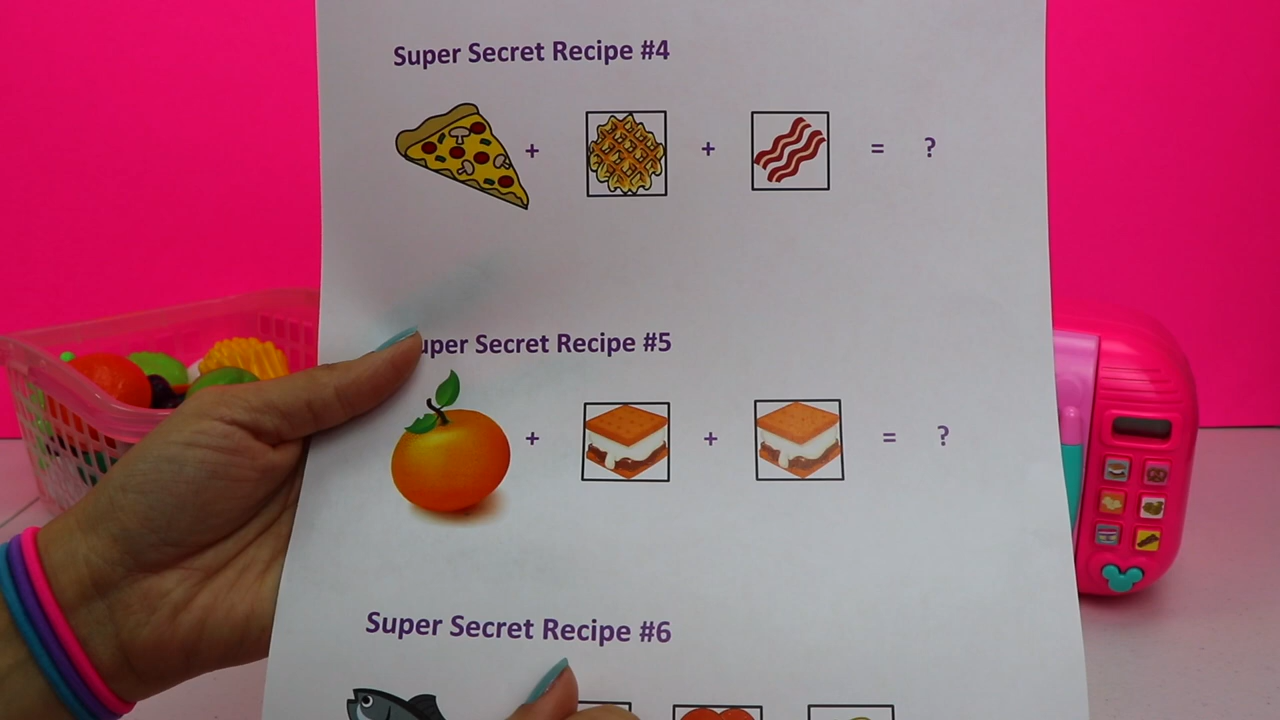 Super Secret Recipe #4
+ + = ?
uper Secret Recipe #5
+ + = ?
Super Secret Recipe #6